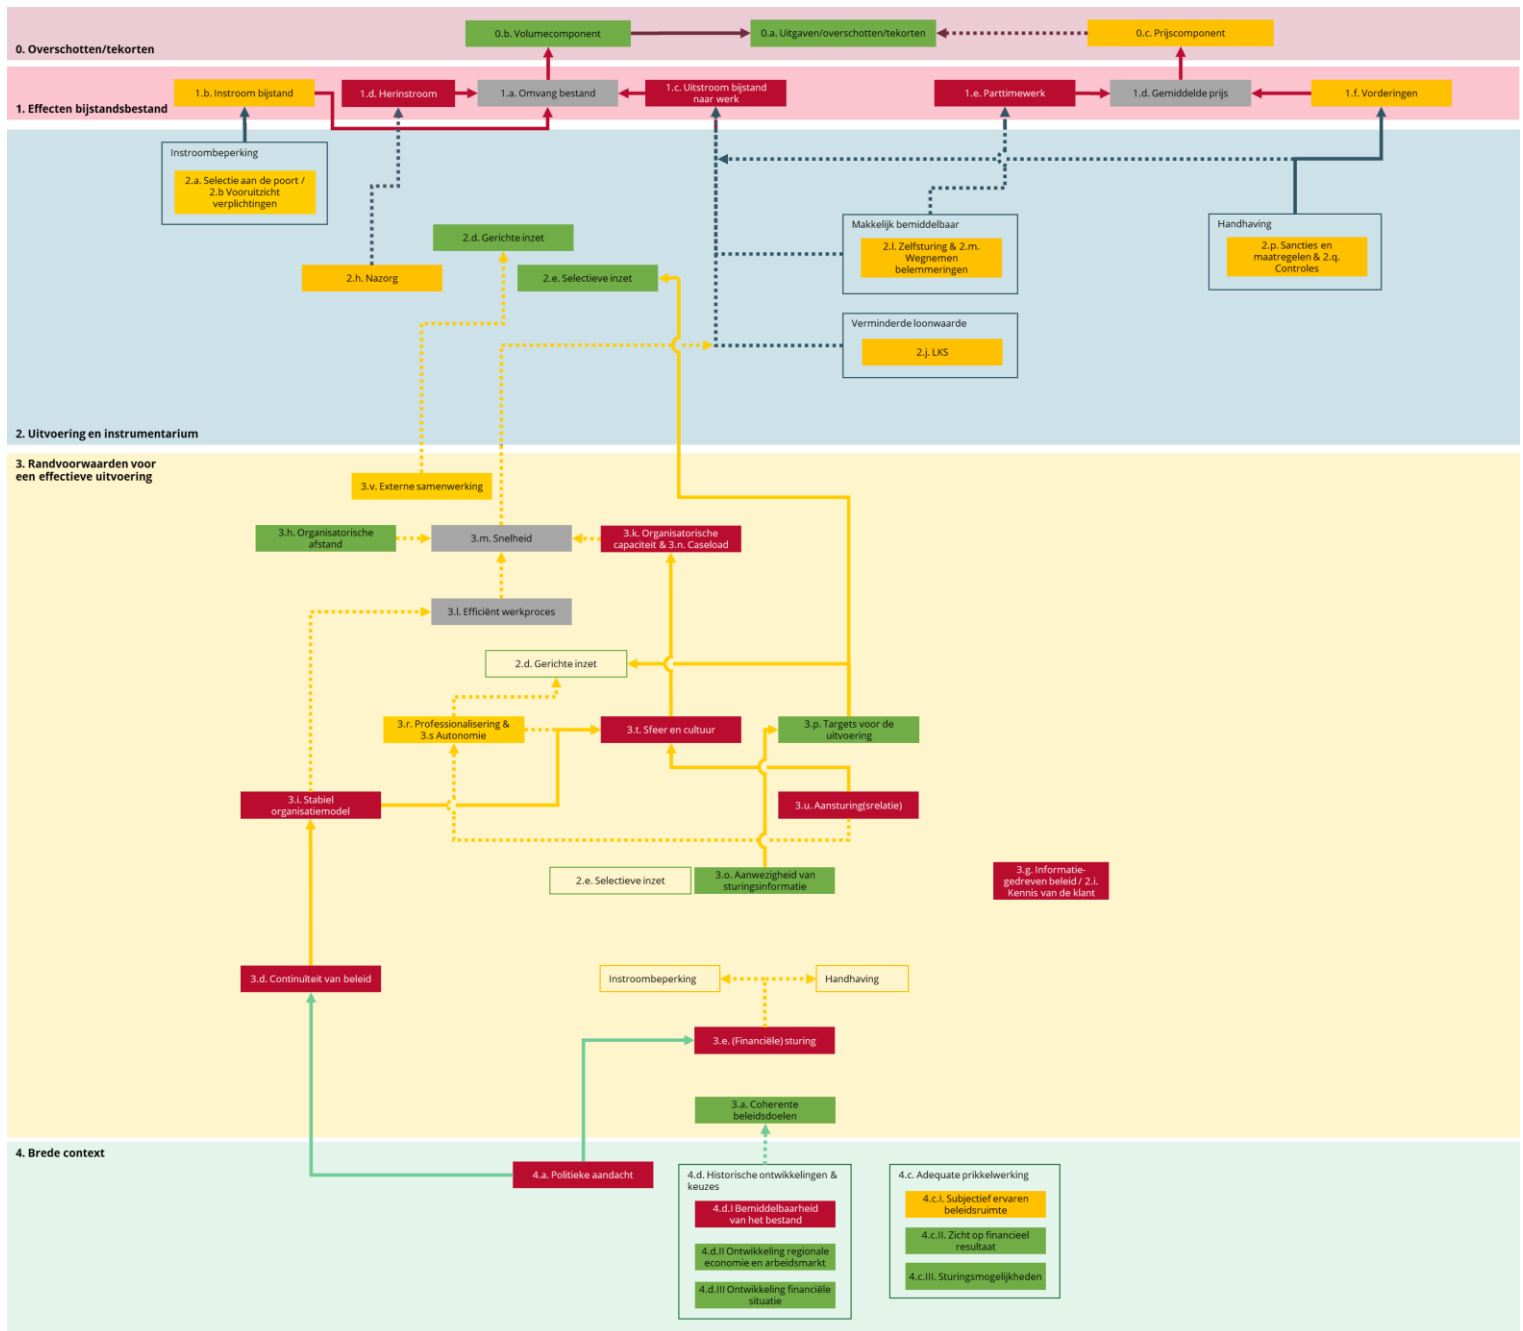 0.b. Volumecomponent
0.a. Uitgaven/overschotten/tekorten
0.c. Prijscomponent
0. Overschotten/tekorten
1.b. Instroom bijstand
1.d. Herinstroom
1.a. Omvang bestand
1.c. Uitstroom bijstand
naar werk
1.e. Parttimewerk
1.d. Gemiddelde prijs
1.f. Vorderingen
1. Effecten bijstandsbestand
Instroombeperking
2.a. Selectie aan de poort /
2.b Vooruitzicht
verplichtingen
2.d. Gerichte inzet
Makkelijk bemiddelbaar
2.l. Zelfsturing & 2.m.
Wegnemen
belemmeringen
Handhaving
2.p. Sancties en
maatregelen & 2.q.
Controles
2.h. Nazorg
2.e. Selectieve inzet
Verminderde loonwaarde
2.j. LKS
2. Uitvoering en instrumentarium
3. Randvoorwaarden voor
een effectieve uitvoering
3.v. Externe samenwerking
3.h. Organisatorische
afstand
3.m. Snelheid
3.k. Organisatorische
capaciteit & 3.n. Caseload
3.l. Efficiënt werkproces
2.d. Gerichte inzet
3.r. Professionalisering &
3.s Autonomie
3.t. Sfeer en cultuur
3.p. Targets voor de
uitvoering
3.i. Stabiel
organisatiemodel
3.u. Aansturing(srelatie)
2.e. Selectieve inzet
3.o. Aanwezigheid van
sturingsinformatie
3.g. Informatie-
gedreven beleid / 2.i.
Kennis van de klant
3.d. Continuïteit van beleid
Instroombeperking
Handhaving
3.e. (Financiële) sturing
3.a. Coherente
beleidsdoelen
4. Brede context
4.a. Politieke aandacht
4.d. Historische ontwikkelingen &
keuzes
4.d.I Bemiddelbaarheid
van het bestand
4.d.II Ontwikkeling regionale
economie en arbeidsmarkt
4.d.III Ontwikkeling financiële
situatie
4.c. Adequate prikkelwerking
4.c.I. Subjectief ervaren
beleidsruimte
4.c.II. Zicht op financieel
resultaat
4.c.III. Sturingsmogelijkheden